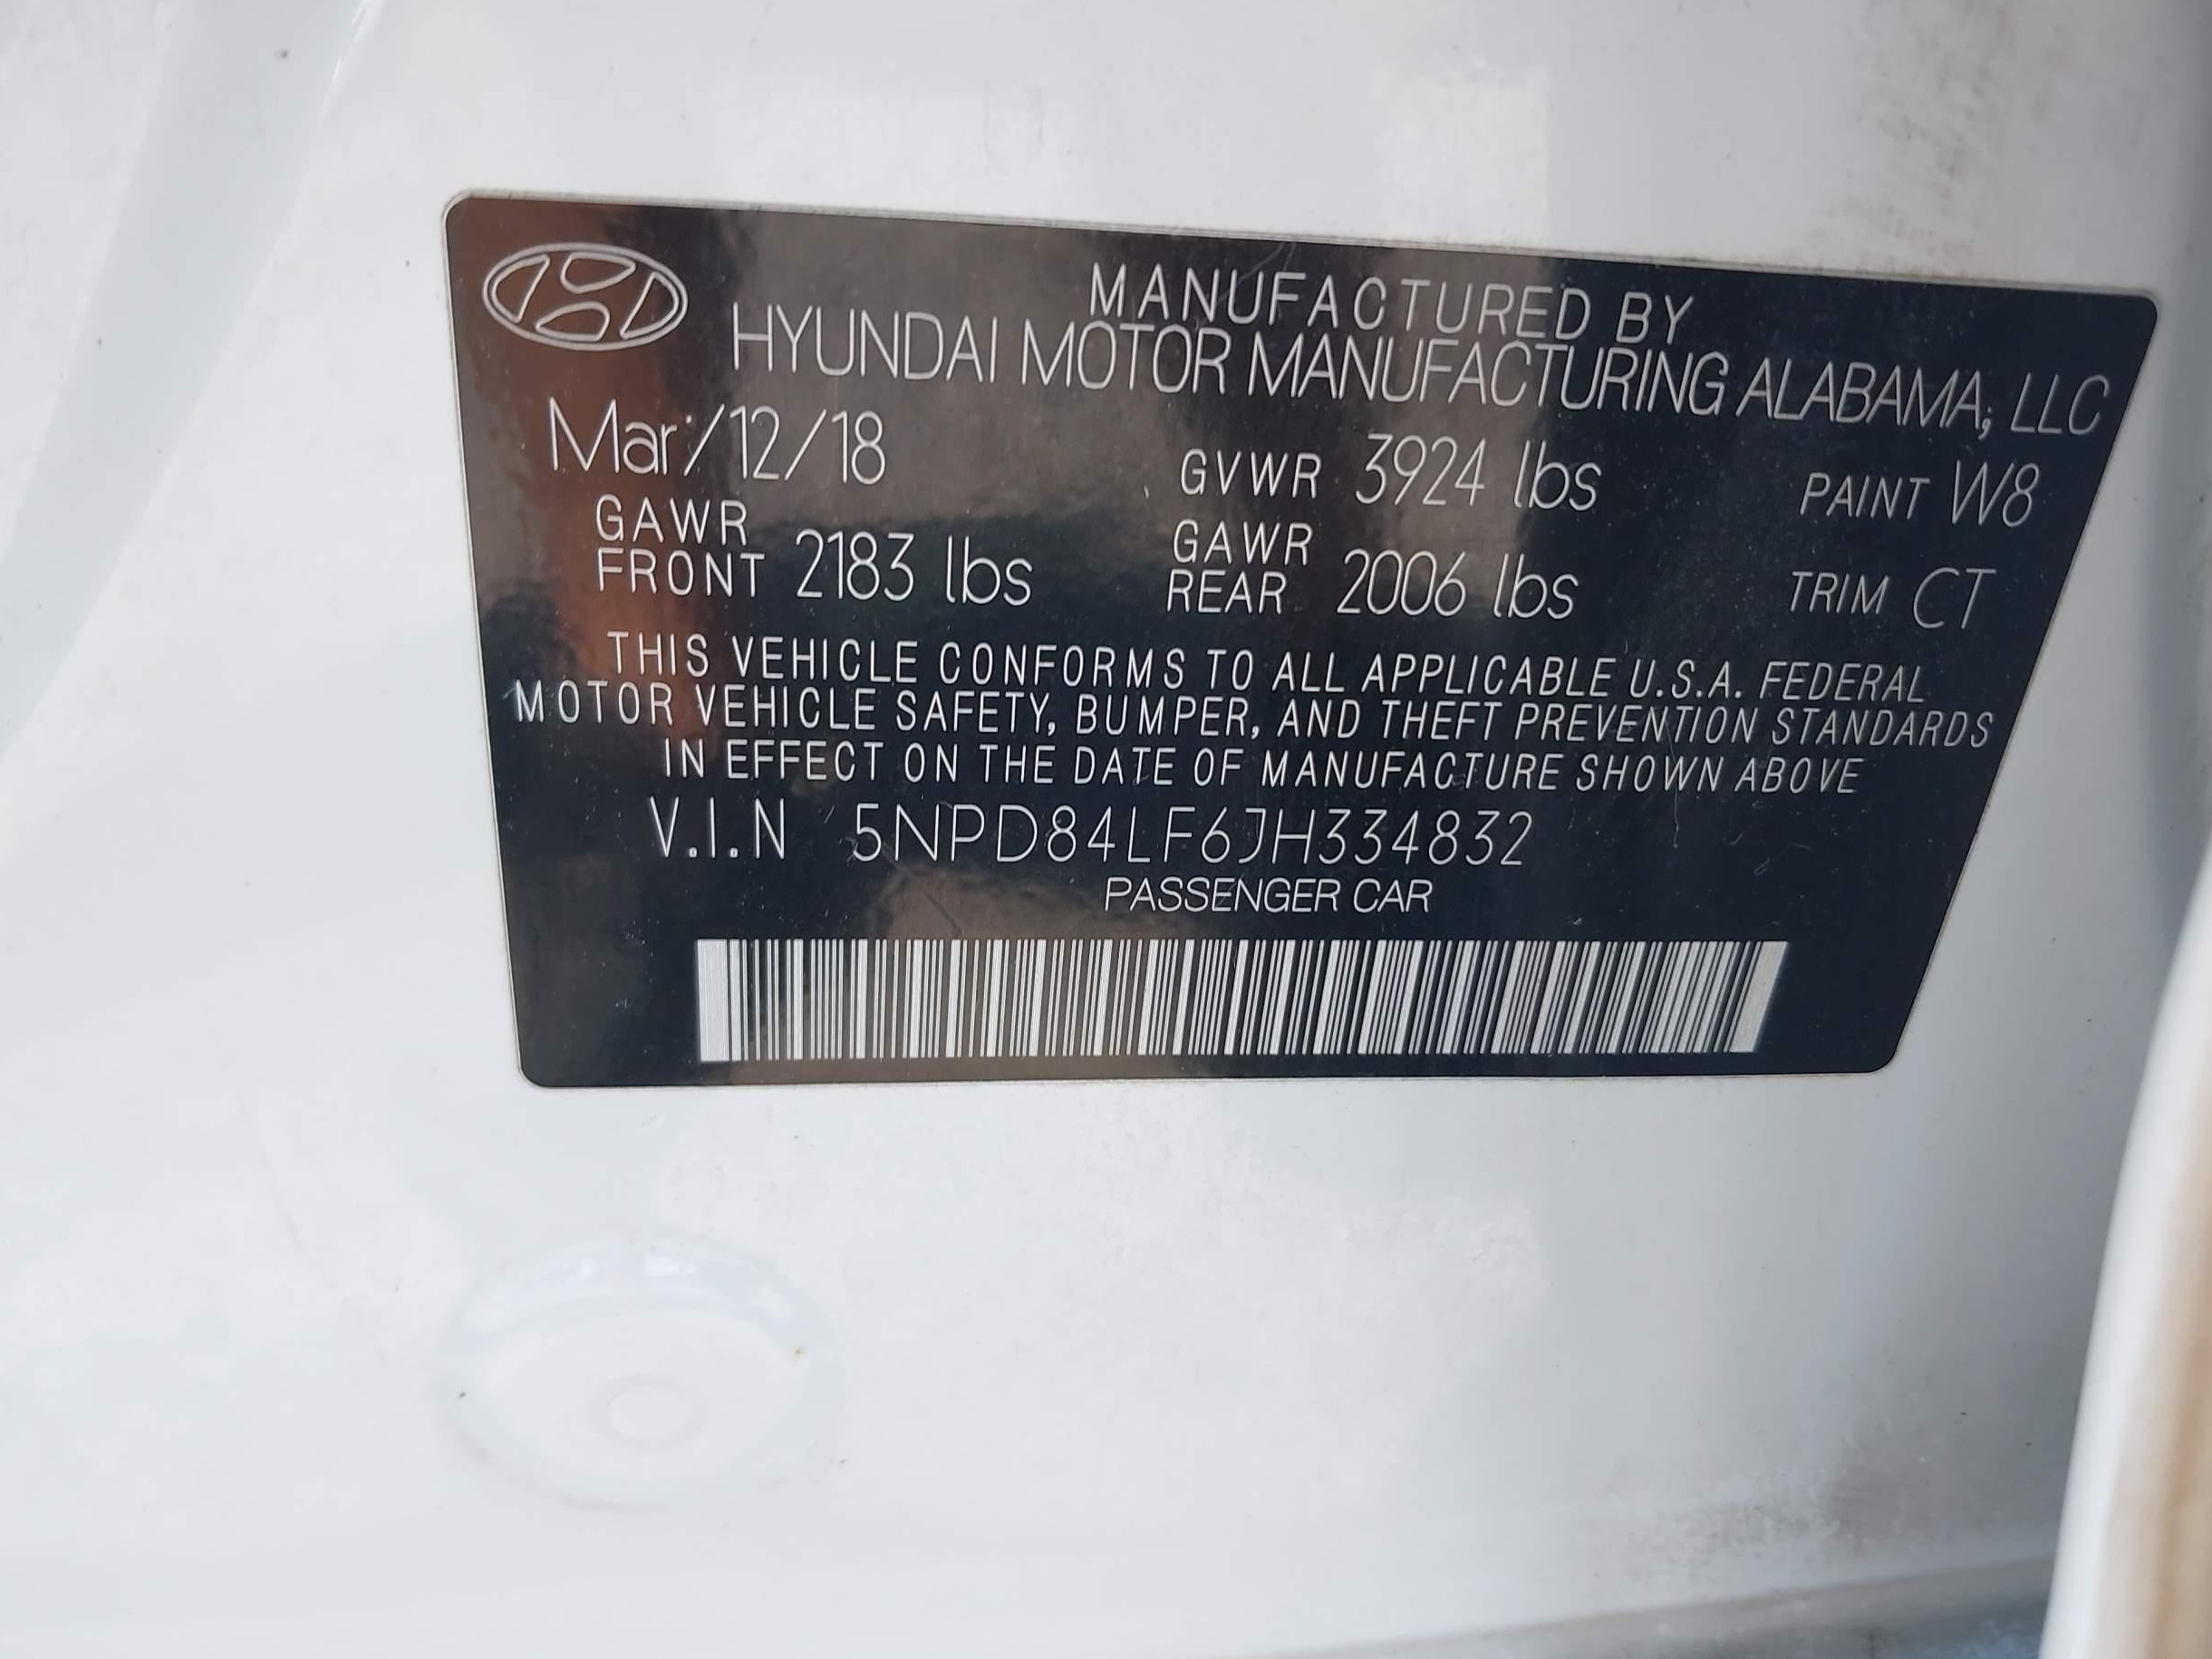 MANUFACTURED BY
HYUNDAI MOTOR MANUFACTURING ALABAMA, LLC
Mar/12/18 GVWR 3924 lbs PAINT W8
GAWR FRONT 2183 lbs GAWR REAR 2006 lbs TRIM CT
THIS VEHICLE CONFORMS TO ALL APPLICABLE U.S.A. FEDERAL
MOTOR VEHICLE SAFETY, BUMPER, AND THEFT PREVENTION STANDARDS
IN EFFECT ON THE DATE OF MANUFACTURE SHOWN ABOVE
V.I.N 5NPD84LF6JH334832
PASSENGER CAR